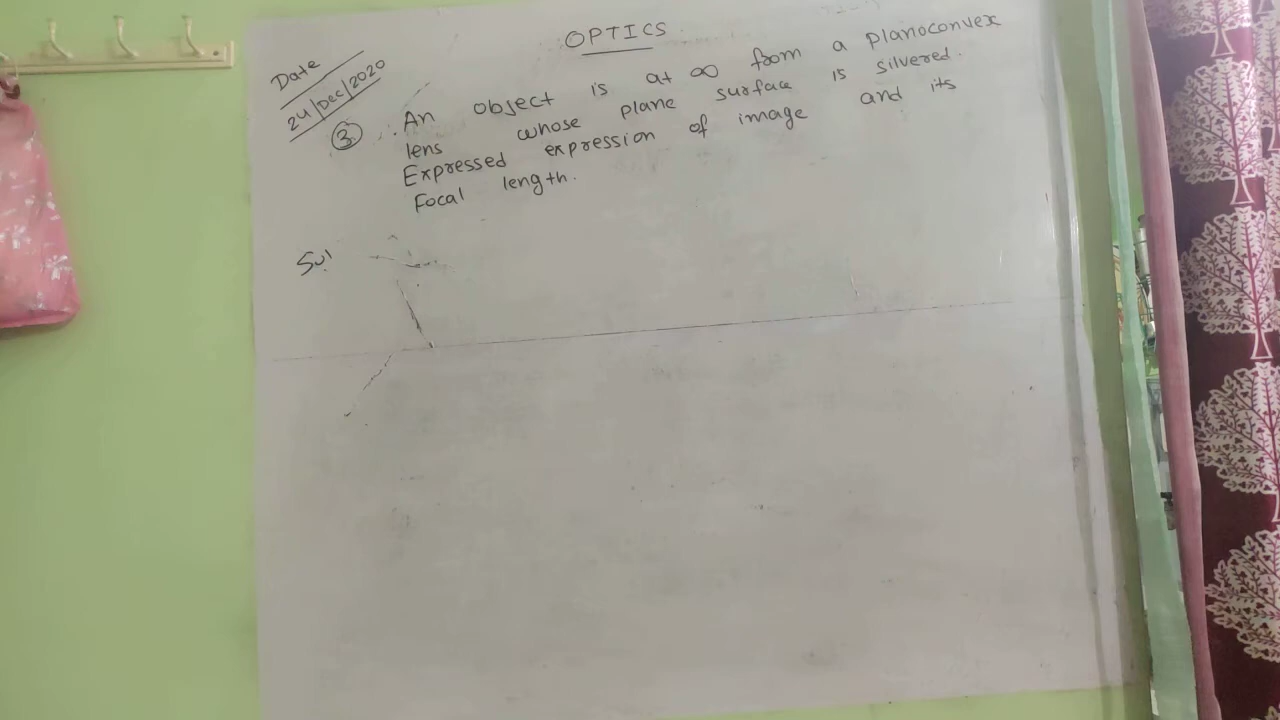 OPTICS
Date
24/Dec/2020
3 An object is at ∞ from a planoconvex
lens whose plane surface is silvered.
Expressed expression of image and its
Focal length.
Sol